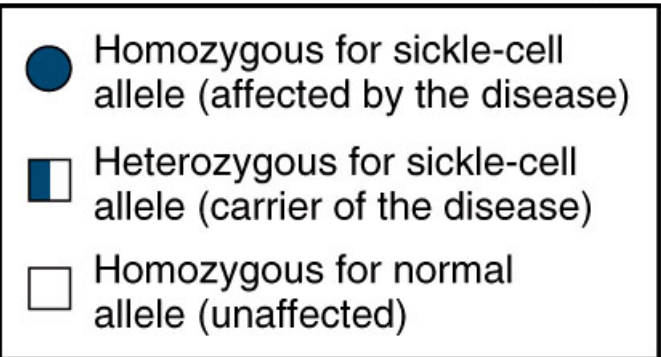 Homozygous for sickle-cell
allele (affected by the disease)
Heterozygous for sickle-cell
allele (carrier of the disease)
Homozygous for normal
allele (unaffected)